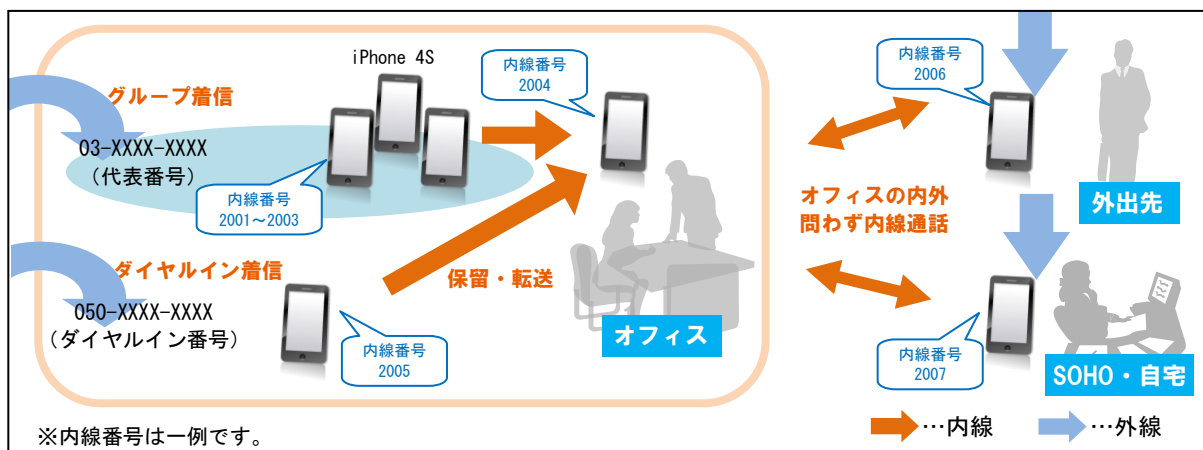 iPhone 4S
グループ着信
03-XXXX-XXXX
(代表番号)
内線番号
2001～2003
内線番号
2004
ダイヤルイン着信
050-XXXX-XXXX
(ダイヤルイン番号)
内線番号
2005
保留・転送
オフィス
オフィスの内外
問わず内線通話
内線番号
2006
外出先
内線番号
2007
SOHO・自宅
※内線番号は一例です。
…内線
…外線